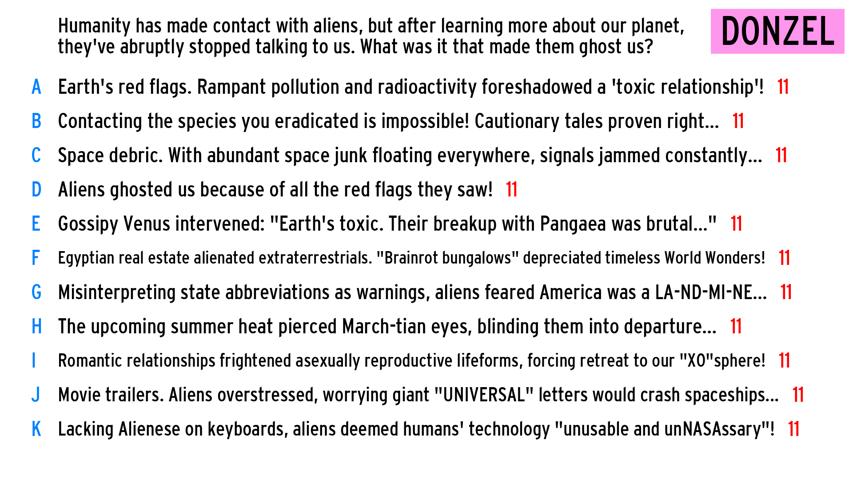 Humanity has made contact with aliens, but after learning more about our planet,
they've abruptly stopped talking to us. What was it that made them ghost us?
DONZEL
A Earth's red flags. Rampant pollution and radioactivity foreshadowed a 'toxic relationship'! 11
B Contacting the species you eradicated is impossible! Cautionary tales proven right... 11
C Space debric. With abundant space junk floating everywhere, signals jammed constantly... 11
D Aliens ghosted us because of all the red flags they saw! 11
E Gossipy Venus intervened: "Earth's toxic. Their breakup with Pangaea was brutal..." 11
F Egyptian real estate alienated extraterrestrials. "Brainrot bungalows" depreciated timeless World Wonders! 11
G Misinterpreting state abbreviations as warnings, aliens feared America was a LA-ND-MI-NE... 11
H The upcoming summer heat pierced March-tian eyes, blinding them into departure... 11
I Romantic relationships frightened asexually reproductive lifeforms, forcing retreat to our "XO"sphere! 11
J Movie trailers. Aliens overstressed, worrying giant "UNIVERSAL" letters would crash spaceships... 11
K Lacking Alienese on keyboards, aliens deemed humans' technology "unusable and unNASAssary"! 11